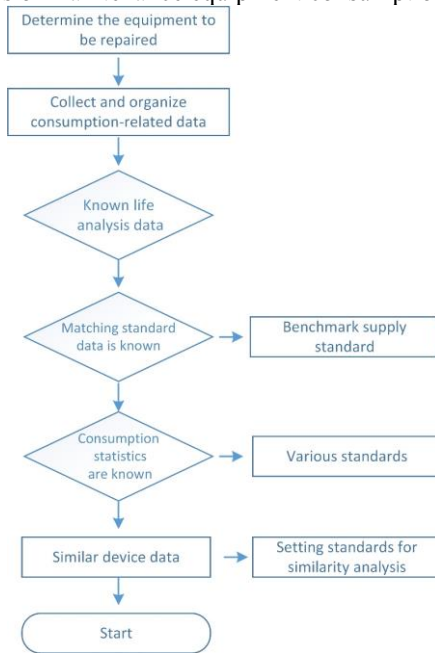 Determine the equipment to
be repaired
Collect and organize
consumption-related data
Known life
analysis data
Matching standard
data is known
Benchmark supply
standard
Consumption
statistics
are known
Various standards
Similar device data
Setting standards for
similarity analysis
Start